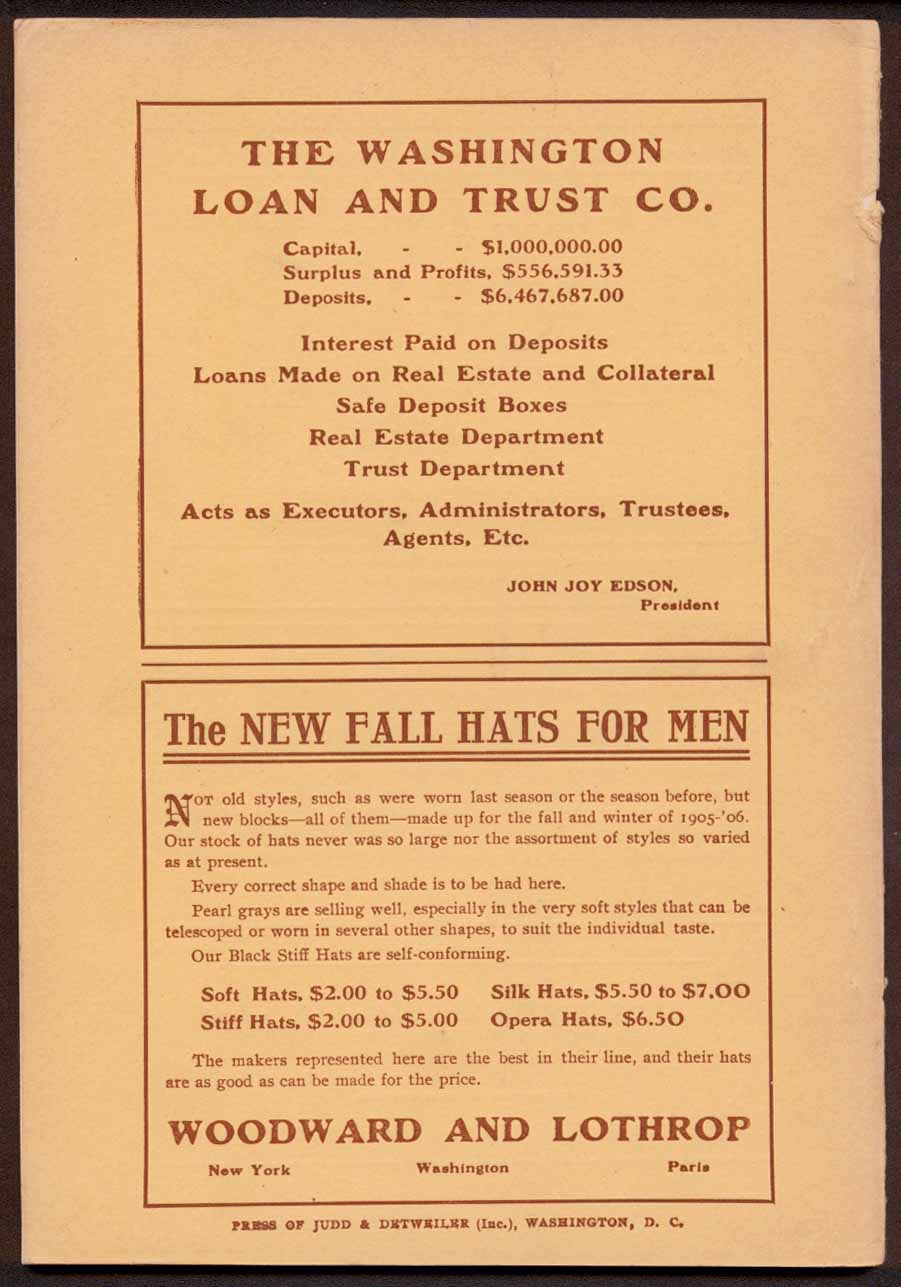 THE WASHINGTON
LOAN AND TRUST CO.
Capital, - - $1,000,000.00
Surplus and Profits, $556,591.33
Deposits, - - $6,467,687.00
Interest Paid on Deposits
Loans Made on Real Estate and Collateral
Safe Deposit Boxes
Real Estate Department
Trust Department
Acts as Executors, Administrators, Trustees,
Agents, Etc.
JOHN JOY EDSON,
President
The NEW FALL HATS FOR MEN
NOT old styles, such as were worn last season or the season before, but
new blocks—all of them—made up for the fall and winter of 1905-'06.
Our stock of hats never was so large nor the assortment of styles so varied
as at present.
Every correct shape and shade is to be had here.
Pearl grays are selling well, especially in the very soft styles that can be
telescoped or worn in several other shapes, to suit the individual taste.
Our Black Stiff Hats are self-conforming.
Soft Hats, $2.00 to $5.50 Silk Hats, $5.50 to $7.00
Stiff Hats, $2.00 to $5.00 Opera Hats, $6.50
The makers represented here are the best in their line, and their hats
are as good as can be made for the price.
WOODWARD AND LOTHROP
New York Washington Paris
PRESS OF JUDD & DETWEILER (Inc.), WASHINGTON, D. C.